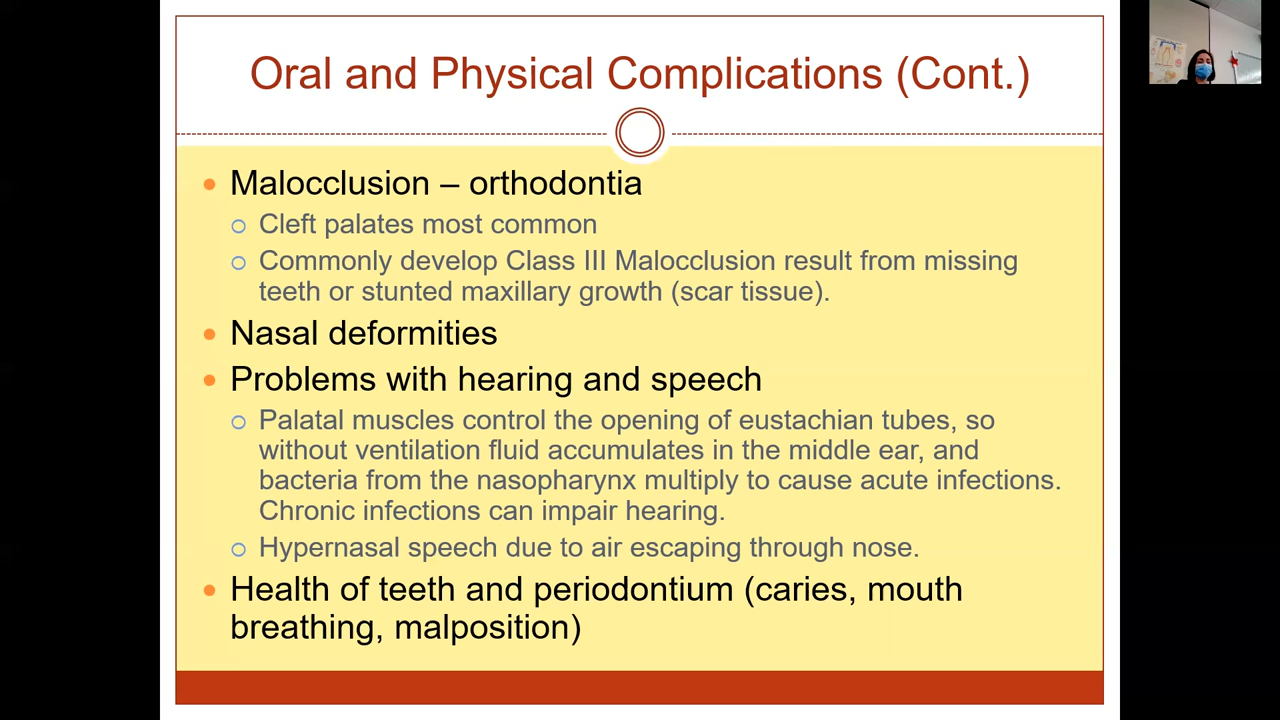 Oral and Physical Complications (Cont.)
Malocclusion – orthodontia
Cleft palates most common
Commonly develop Class III Malocclusion result from missing
teeth or stunted maxillary growth (scar tissue).
Nasal deformities
Problems with hearing and speech
Palatal muscles control the opening of eustachian tubes, so
without ventilation fluid accumulates in the middle ear, and
bacteria from the nasopharynx multiply to cause acute infections.
Chronic infections can impair hearing.
Hypernasal speech due to air escaping through nose.
Health of teeth and periodontium (caries, mouth
breathing, malposition)